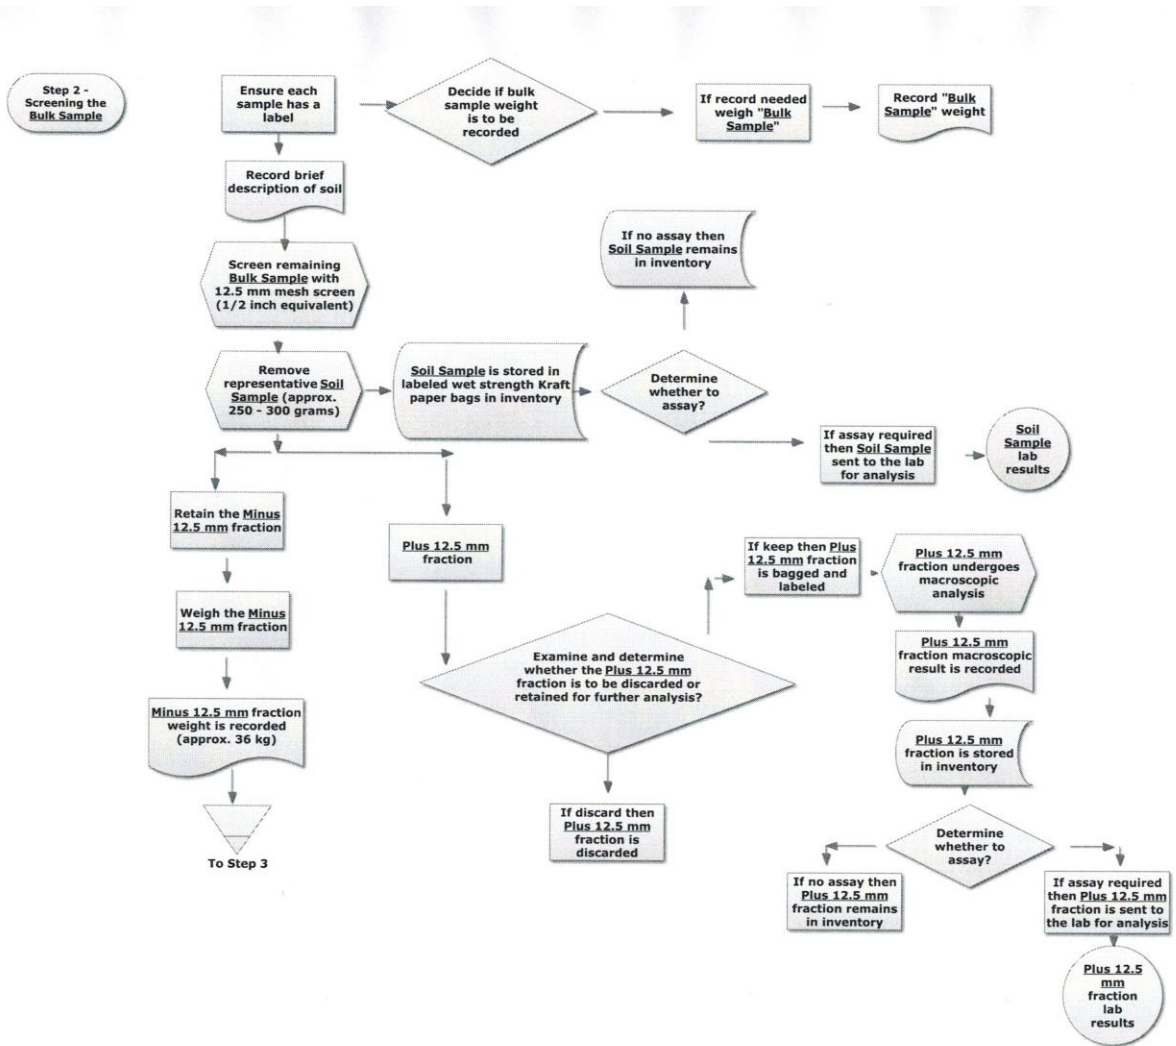 Step 2 -
Screening the
Bulk Sample
Ensure each
sample has a
label
Decide if bulk
sample weight
is to be
recorded
If record needed
weigh "Bulk
Sample"
Record "Bulk
Sample" weight
Record brief
description of soil
If no assay then
Soil Sample remains
in inventory
Screen remaining
Bulk Sample with
12.5 mm mesh screen
(1/2 inch equivalent)
Remove
representative Soil
Sample (approx.
250 - 300 grams)
Soil Sample is stored in
labeled wet strength Kraft
paper bags in inventory
Determine
whether to
assay?
If assay required
then Soil Sample
sent to the lab
for analysis
Soil
Sample
lab
results
Retain the Minus
12.5 mm fraction
Plus 12.5 mm
fraction
If keep then Plus
12.5 mm fraction
is bagged and
labeled
Plus 12.5 mm
fraction undergoes
macroscopic
analysis
Weigh the Minus
12.5 mm fraction
Examine and determine
whether the Plus 12.5 mm
fraction is to be discarded or
retained for further analysis?
Plus 12.5 mm
fraction macroscopic
result is recorded
Minus 12.5 mm fraction
weight is recorded
(approx. 36 kg)
Plus 12.5 mm
fraction is stored
in inventory
To Step 3
If discard then
Plus 12.5 mm
fraction is
discarded
Determine
whether to
assay?
If no assay then
Plus 12.5 mm
fraction remains
in inventory
If assay required
then Plus 12.5 mm
fraction is sent to
the lab for analysis
Plus 12.5
mm
fraction
lab
results